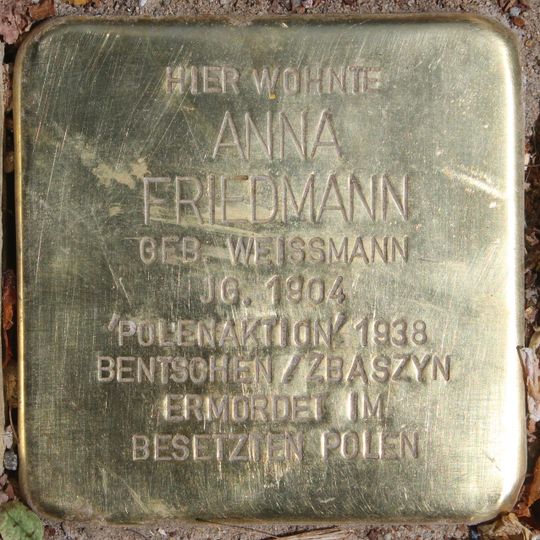 HIER WOHNTE
ANNA
FRIEDMANN
GEB. WEISSMANN
JG. 1904
'POLENAKTION' 1938
BENTSCHEN/ZBASZYN
ERMORDET IM
BESETZTEN POLEN